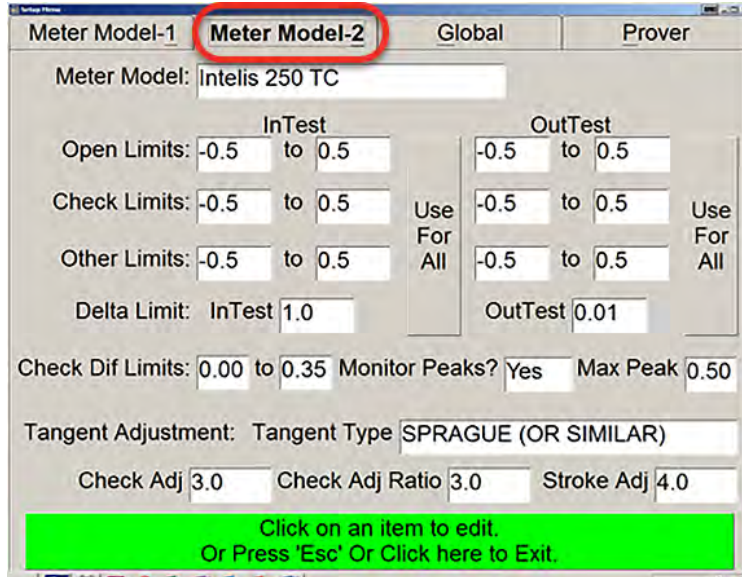 Setup Menu
Meter Model-1 Meter Model-2 Global Prover
Meter Model: Intelis 250 TC
InTest OutTest
Open Limits: -0.5 to 0.5 -0.5 to 0.5
Check Limits: -0.5 to 0.5 Use For All -0.5 to 0.5 Use For All
Other Limits: -0.5 to 0.5 -0.5 to 0.5
Delta Limit: InTest 1.0 OutTest 0.01
Check Dif Limits: 0.00 to 0.35 Monitor Peaks? Yes Max Peak 0.50
Tangent Adjustment: Tangent Type SPRAGUE (OR SIMILAR)
Check Adj 3.0 Check Adj Ratio 3.0 Stroke Adj 4.0
Click on an item to edit.
Or Press 'Esc' Or Click here to Exit.